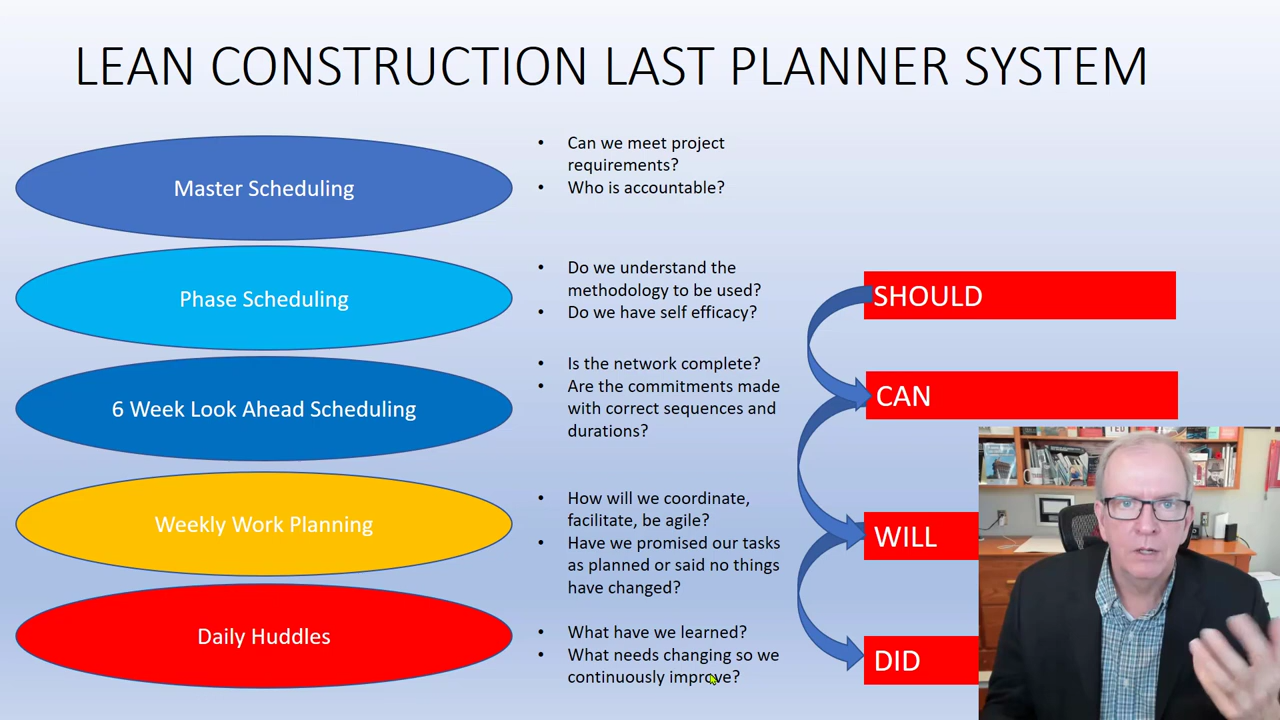 LEAN CONSTRUCTION LAST PLANNER SYSTEM
Master Scheduling
• Can we meet project
requirements?
• Who is accountable?
Phase Scheduling
• Do we understand the
methodology to be used?
• Do we have self efficacy?
SHOULD
6 Week Look Ahead Scheduling
• Is the network complete?
• Are the commitments made
with correct sequences and
durations?
CAN
Weekly Work Planning
• How will we coordinate,
facilitate, be agile?
• Have we promised our tasks
as planned or said no things
have changed?
WILL
Daily Huddles
• What have we learned?
• What needs changing so we
continuously improve?
DID
TED